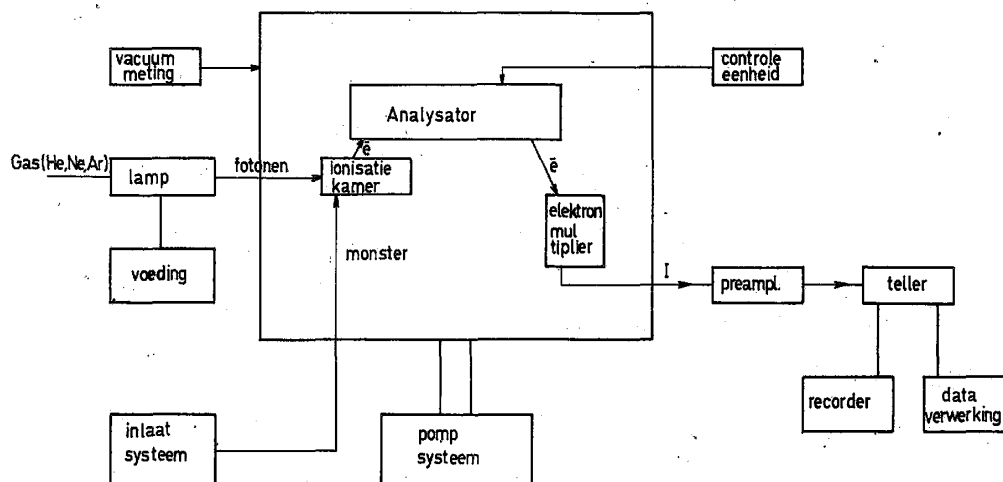 vacuum
meting
controle
eenheid
Analysator
ē
Gas(He,Ne,Ar)
lamp
fotonen
ionisatie
kamer
ē
elektron
mul
tiplier
voeding
monster
I
preampl.
teller
recorder
data
verwerking
inlaat
systeem
pomp
systeem